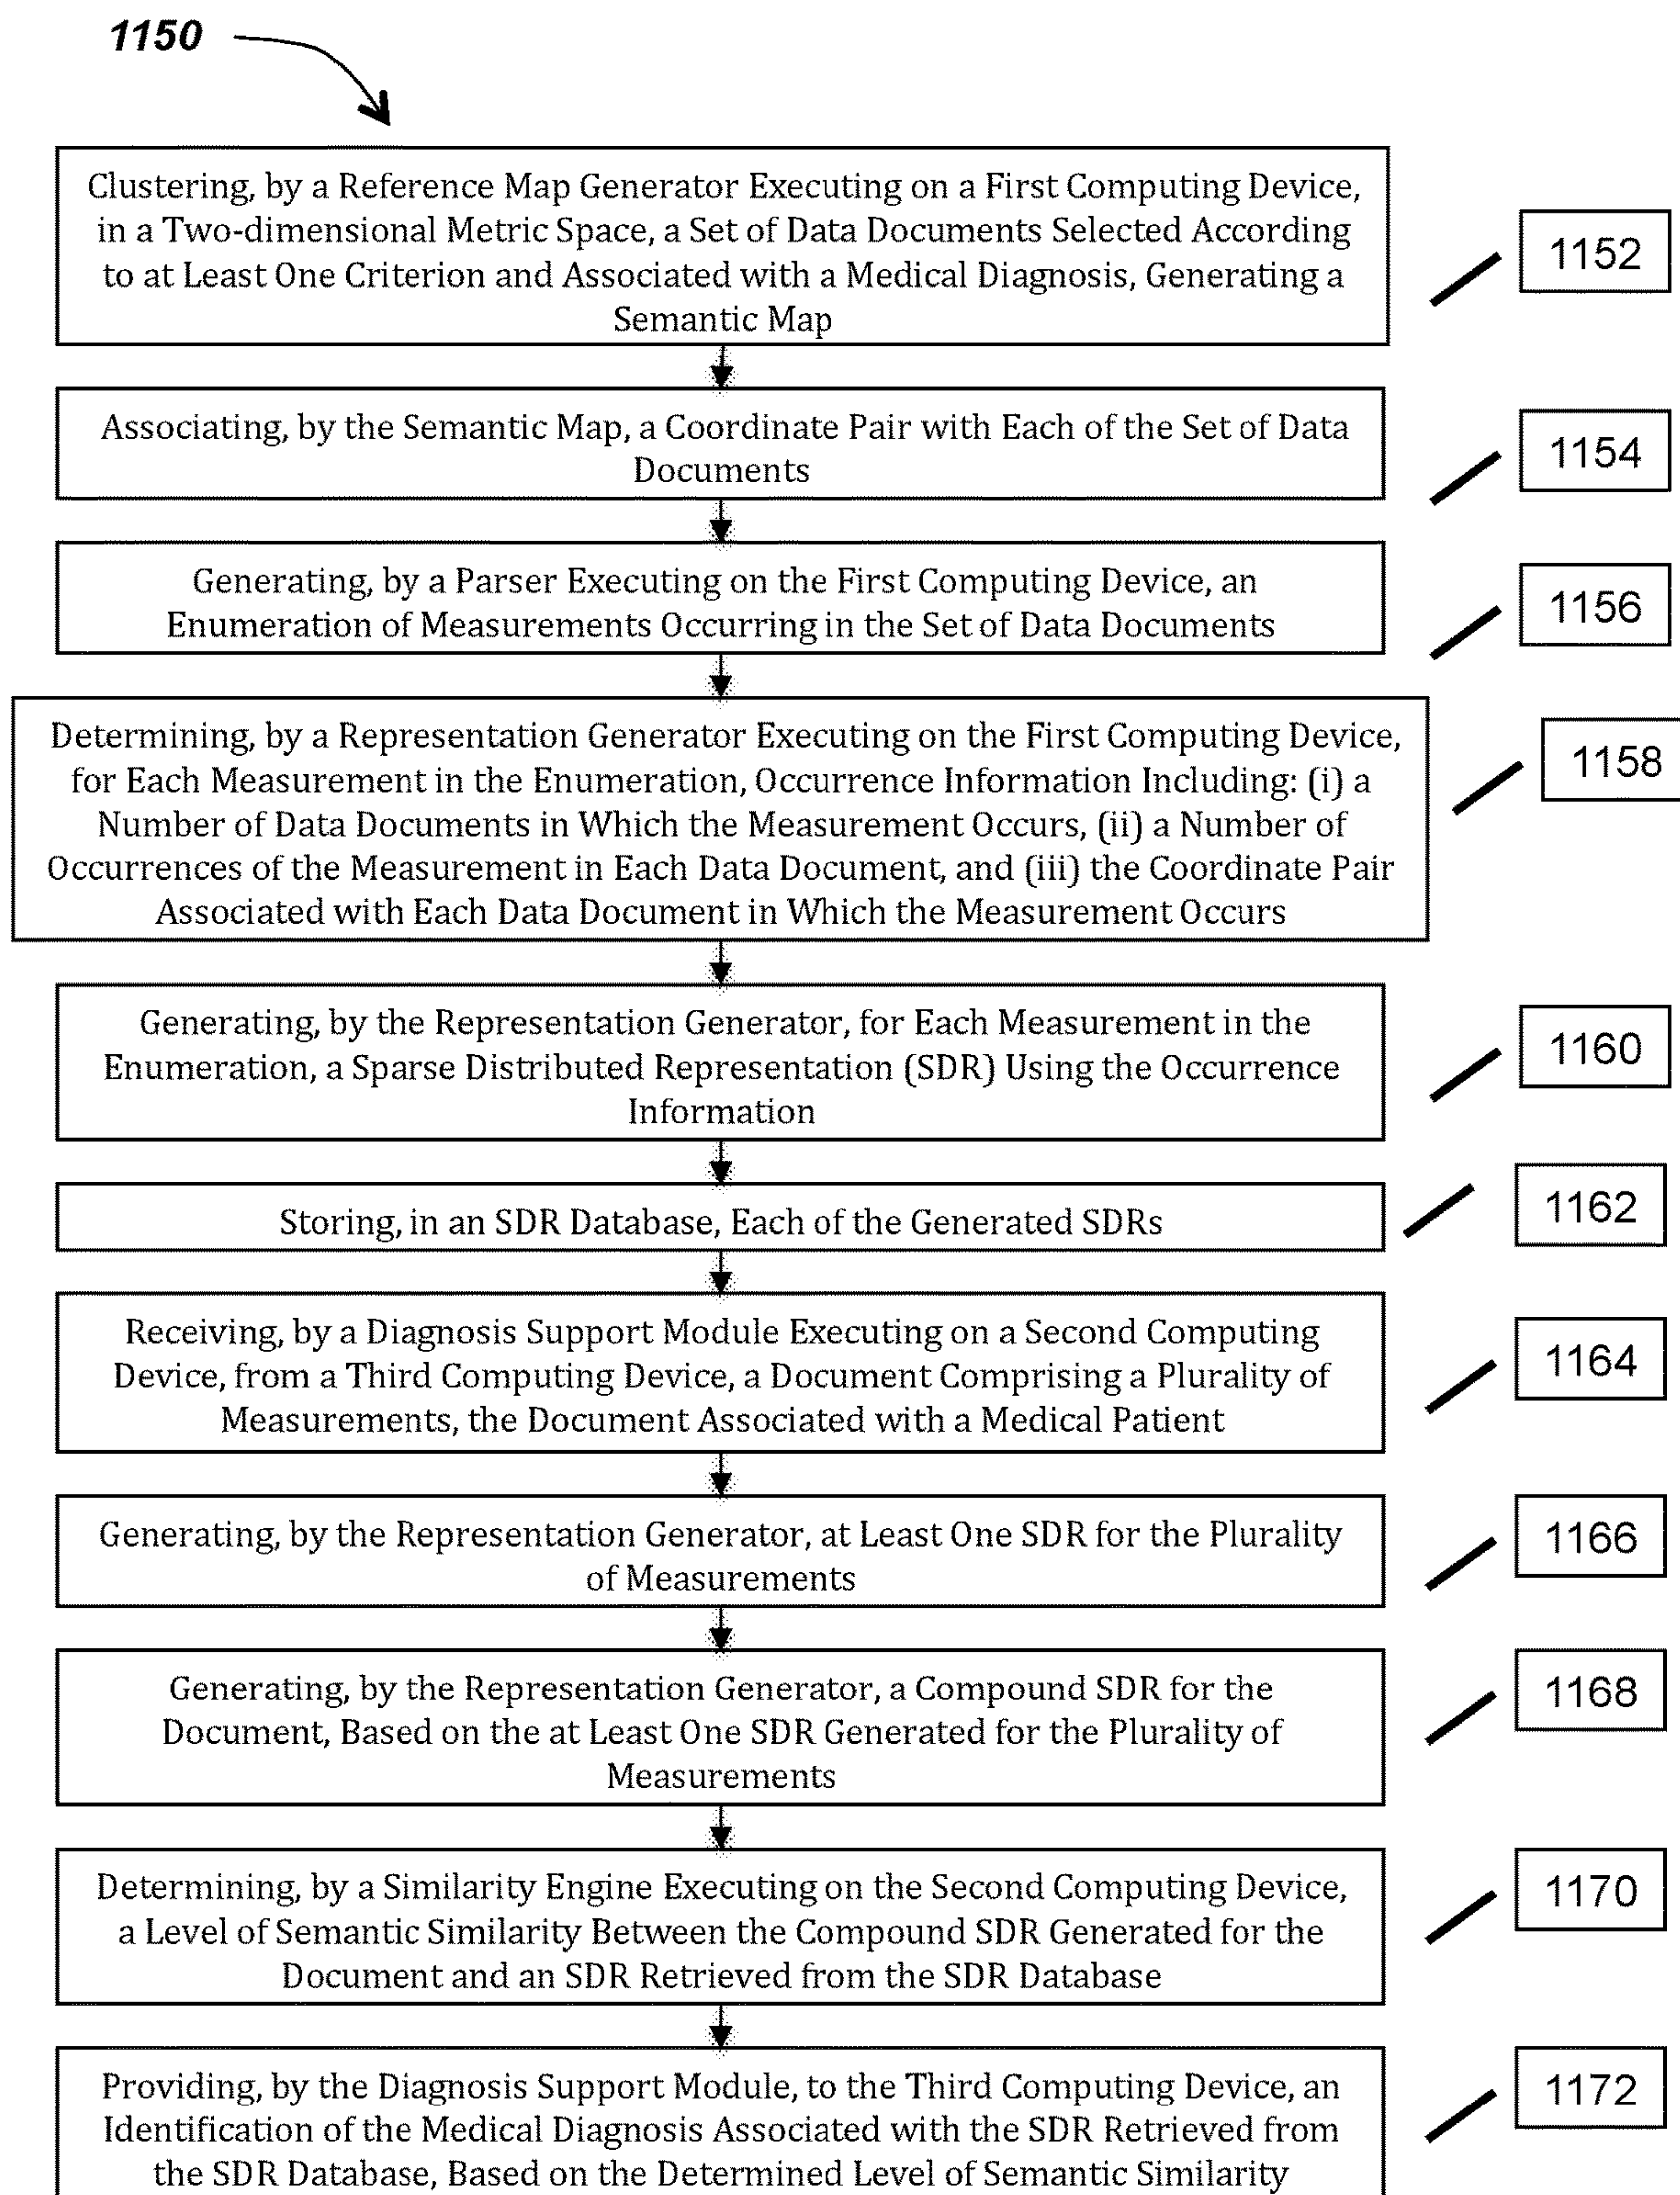 1150
Clustering, by a Reference Map Generator Executing on a First Computing Device,
in a Two-dimensional Metric Space, a Set of Data Documents Selected According
to at Least One Criterion and Associated with a Medical Diagnosis, Generating a
Semantic Map
1152
Associating, by the Semantic Map, a Coordinate Pair with Each of the Set of Data
Documents
1154
Generating, by a Parser Executing on the First Computing Device, an
Enumeration of Measurements Occurring in the Set of Data Documents
1156
Determining, by a Representation Generator Executing on the First Computing Device,
for Each Measurement in the Enumeration, Occurrence Information Including: (i) a
Number of Data Documents in Which the Measurement Occurs, (ii) a Number of
Occurrences of the Measurement in Each Data Document, and (iii) the Coordinate Pair
Associated with Each Data Document in Which the Measurement Occurs
1158
Generating, by the Representation Generator, for Each Measurement in the
Enumeration, a Sparse Distributed Representation (SDR) Using the Occurrence
Information
1160
Storing, in an SDR Database, Each of the Generated SDRs
1162
Receiving, by a Diagnosis Support Module Executing on a Second Computing
Device, from a Third Computing Device, a Document Comprising a Plurality of
Measurements, the Document Associated with a Medical Patient
1164
Generating, by the Representation Generator, at Least One SDR for the Plurality
of Measurements
1166
Generating, by the Representation Generator, a Compound SDR for the
Document, Based on the at Least One SDR Generated for the Plurality of
Measurements
1168
Determining, by a Similarity Engine Executing on the Second Computing Device,
a Level of Semantic Similarity Between the Compound SDR Generated for the
Document and an SDR Retrieved from the SDR Database
1170
Providing, by the Diagnosis Support Module, to the Third Computing Device, an
Identification of the Medical Diagnosis Associated with the SDR Retrieved from
the SDR Database, Based on the Determined Level of Semantic Similarity
1172